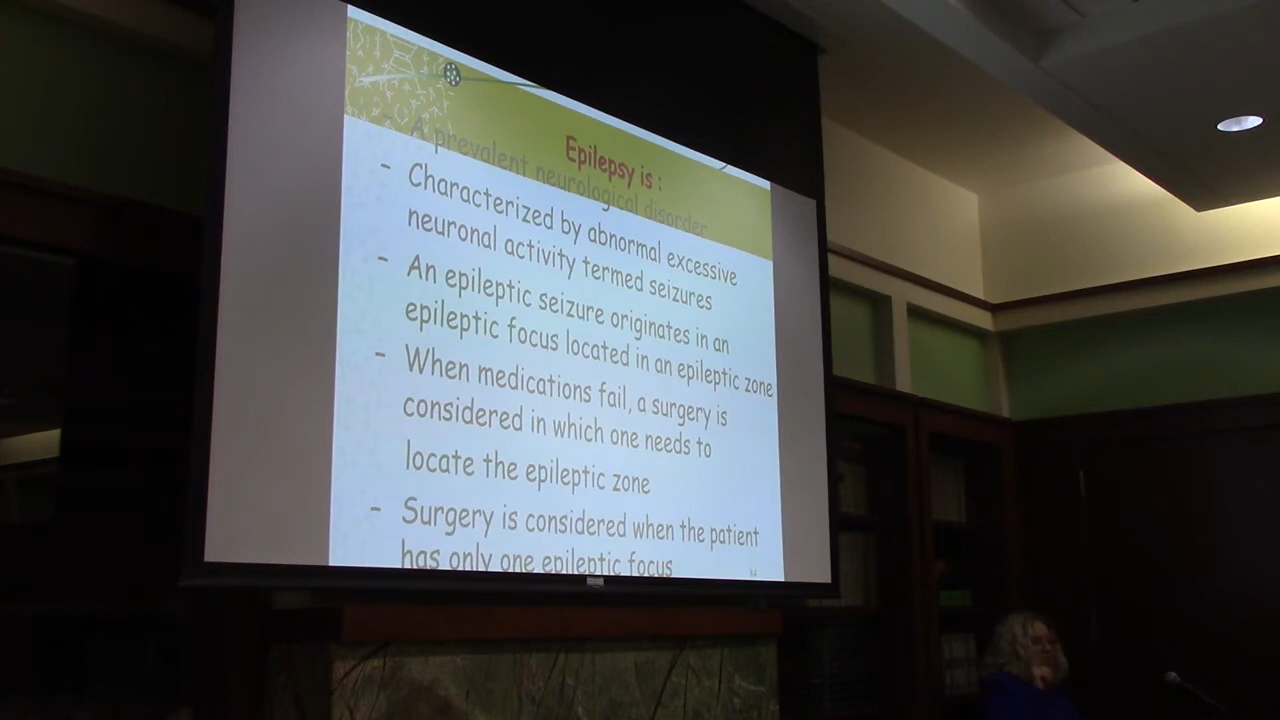 Epilepsy is :
- A prevalent neurological disorder
- Characterized by abnormal excessive
neuronal activity termed seizures
- An epileptic seizure originates in an
epileptic focus located in an epileptic zone
- When medications fail, a surgery is
considered in which one needs to
locate the epileptic zone
- Surgery is considered when the patient
has only one epileptic focus